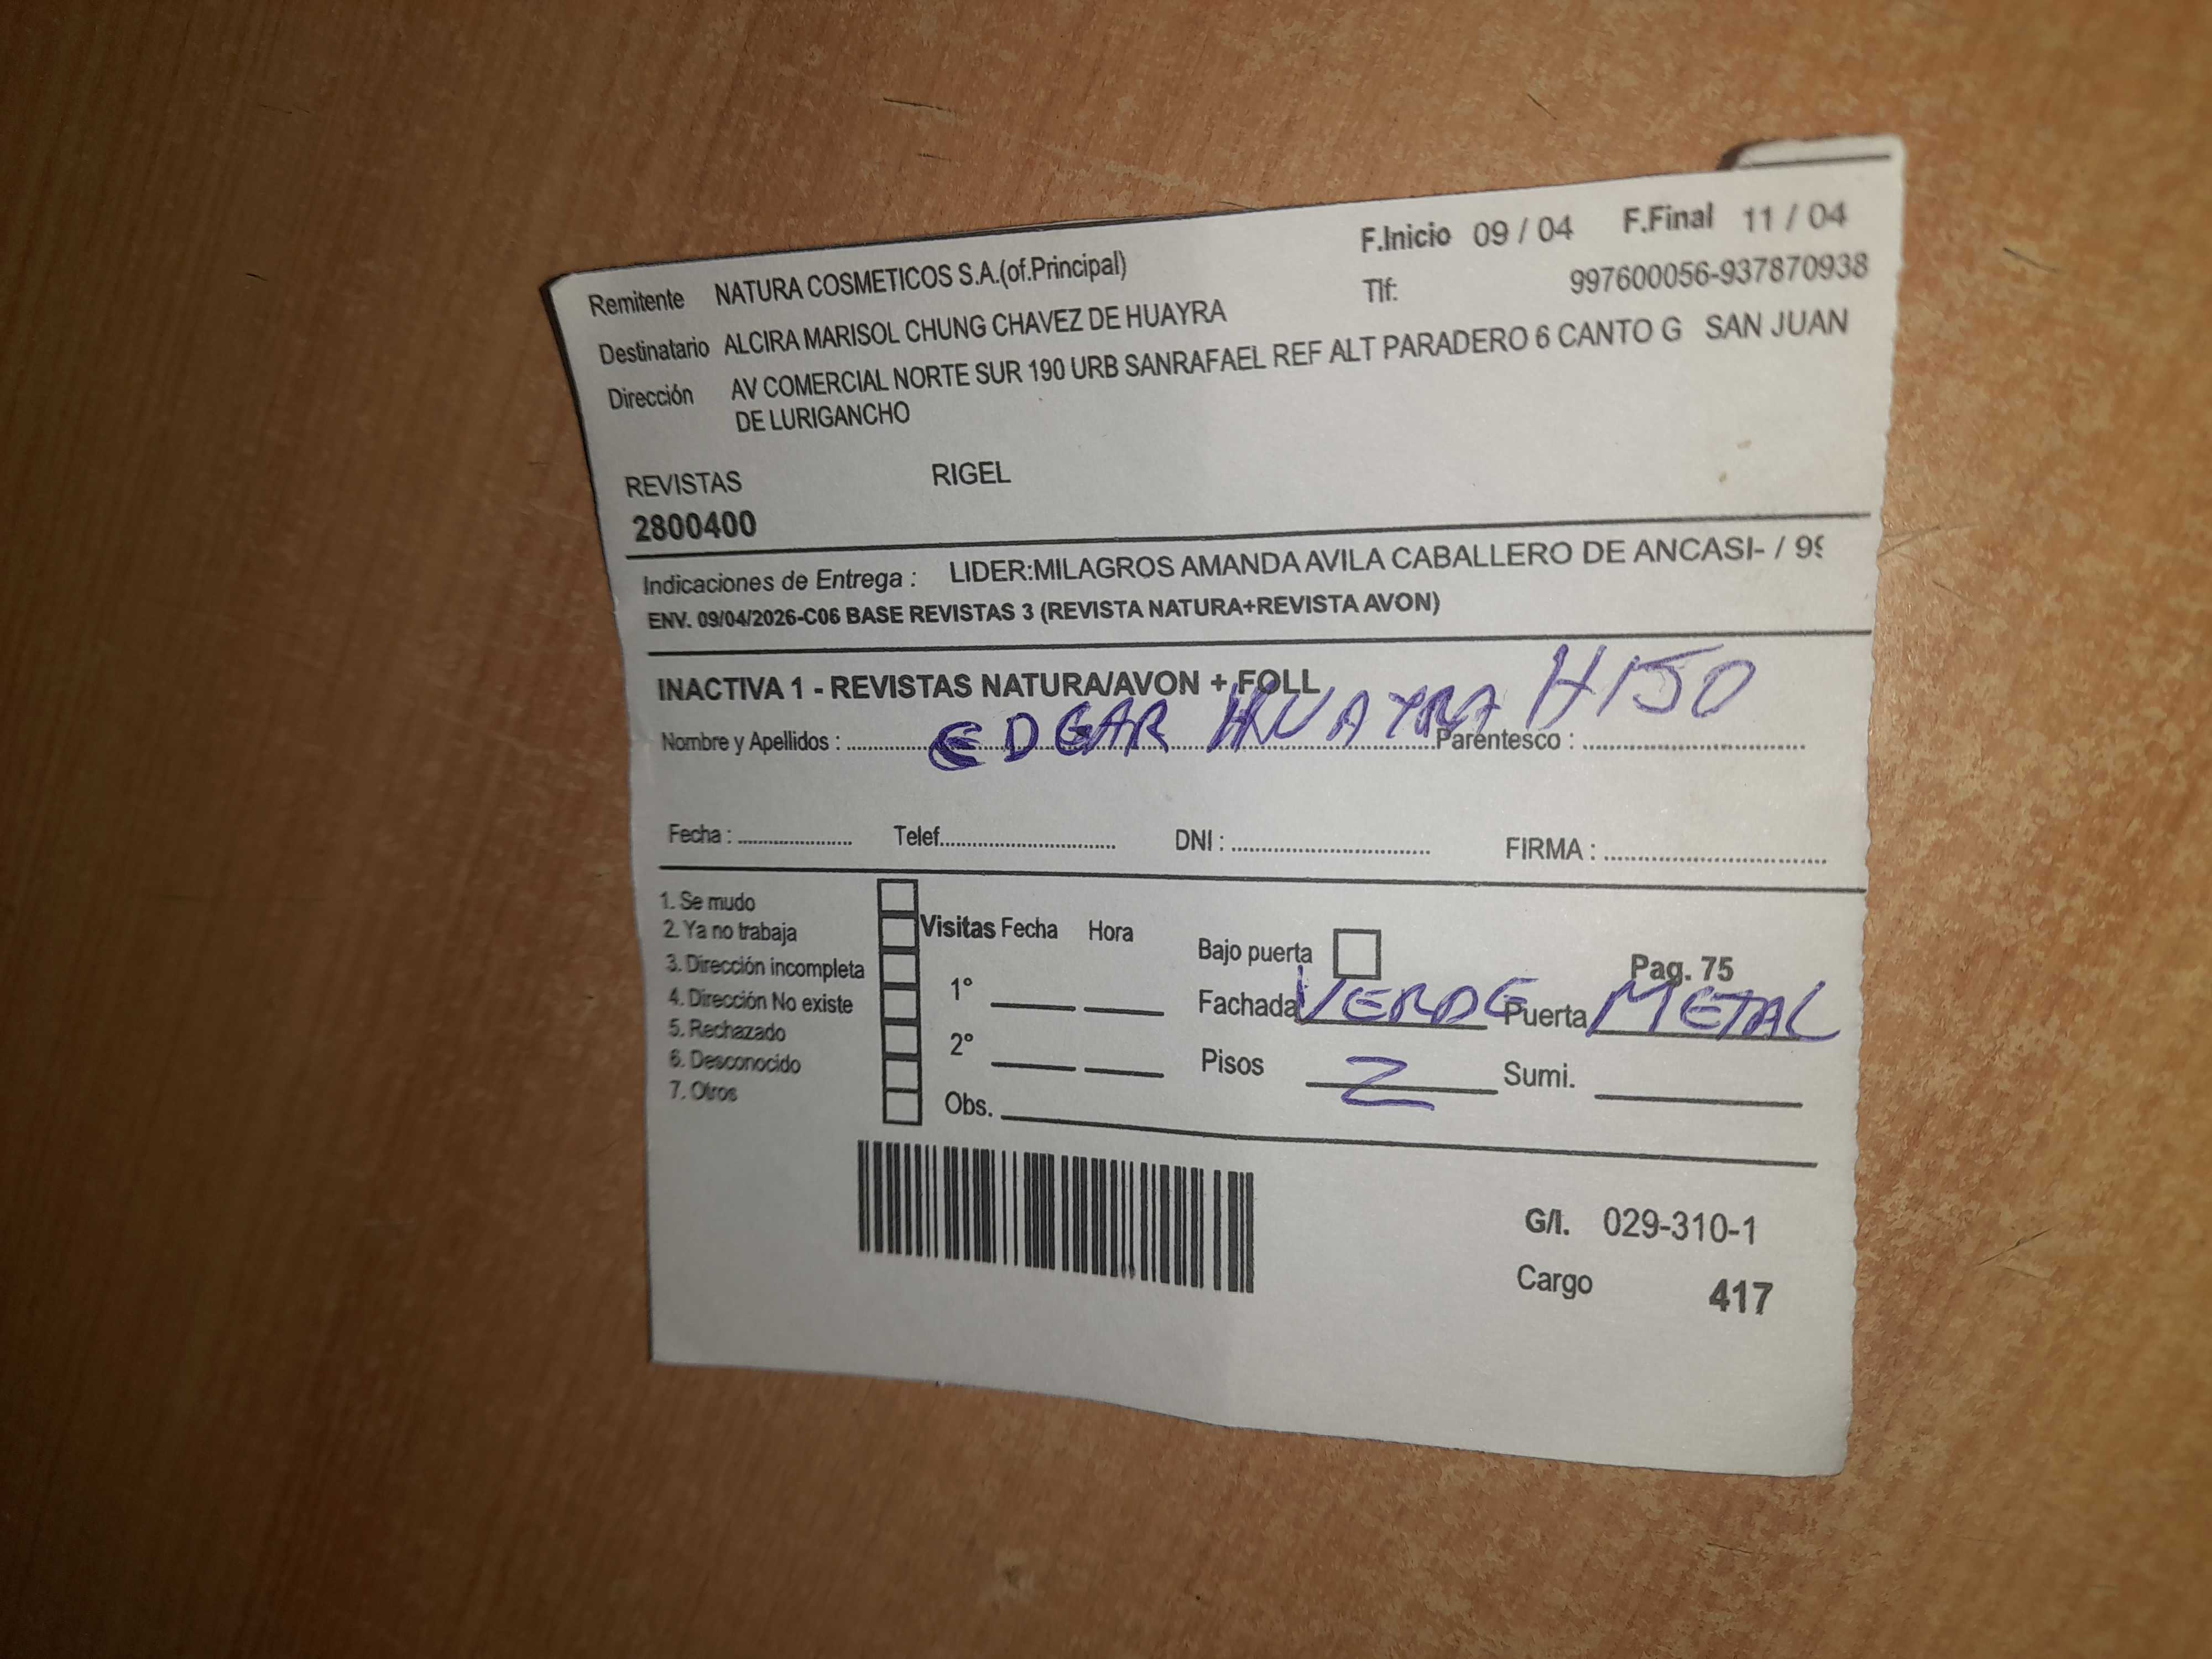 F.Inicio 09 / 04 F.Final 11 / 04
Remitente NATURA COSMETICOS S.A.(of.Principal) Tlf: 997600056-937870938
Destinatario ALCIRA MARISOL CHUNG CHAVEZ DE HUAYRA
Dirección AV COMERCIAL NORTE SUR 190 URB SANRAFAEL REF ALT PARADERO 6 CANTO G SAN JUAN
DE LURIGANCHO
REVISTAS RIGEL
2800400
Indicaciones de Entrega : LIDER:MILAGROS AMANDA AVILA CABALLERO DE ANCASI- / 99
ENV. 09/04/2026-C06 BASE REVISTAS 3 (REVISTA NATURA+REVISTA AVON)
INACTIVA 1 - REVISTAS NATURA/AVON + FOLL
Nombre y Apellidos : EDGAR HUAYRA Parentesco : HIJO
Fecha : Telef. DNI : FIRMA :
1. Se mudo
2. Ya no trabaja
3. Dirección incompleta
4. Dirección No existe
5. Rechazado
6. Desconocido
7. Otros
Visitas Fecha Hora
1°
2°
Obs.
Bajo puerta Pag. 75
Fachada VERDE Puerta METAL
Pisos 2 Sumi.
G/I. 029-310-1
Cargo 417